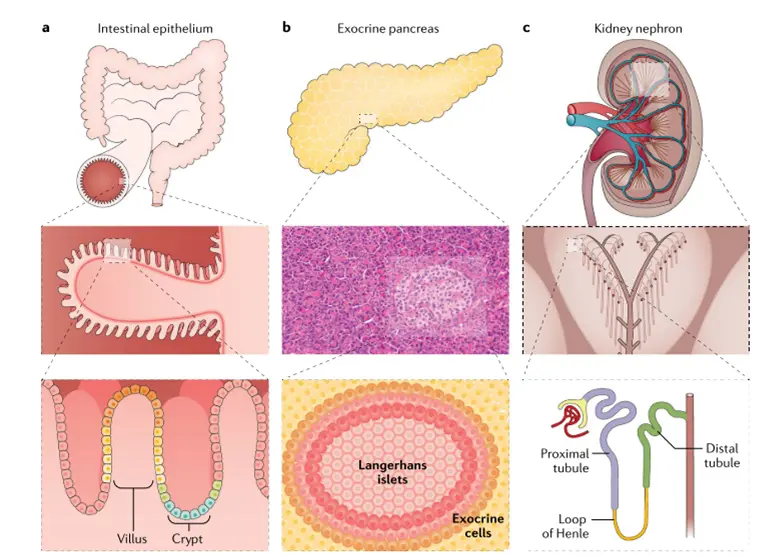 a Intestinal epithelium
b Exocrine pancreas
c Kidney nephron
Villus
Crypt
Langerhans
islets
Exocrine
cells
Proximal
tubule
Distal
tubule
Loop
of Henle